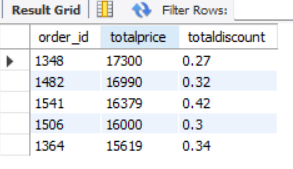 Result Grid Filter Rows:
order_id totalprice totaldiscount
1348 17300 0.27
1482 16990 0.32
1541 16379 0.42
1506 16000 0.3
1364 15619 0.34